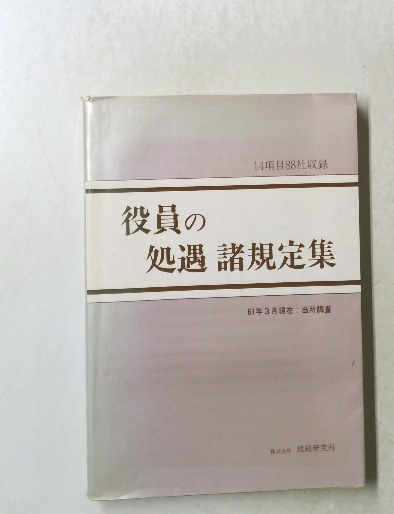 14項目88社収録
役員の
処遇 諸規定集
61年3月現在：当所調査
株式会社 政経研究所